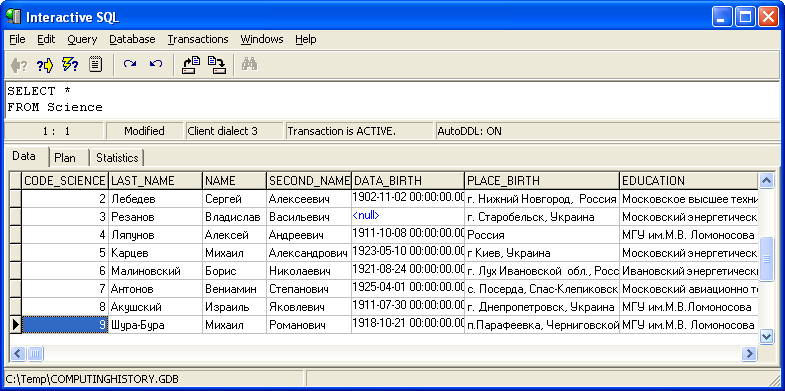 Interactive SQL
File Edit Query Database Transactions Windows Help
SELECT *
FROM Science
1 : 1 Modified Client dialect 3 Transaction is ACTIVE. AutoDDL: ON
Data Plan Statistics
CODE_SCIENCE LAST_NAME NAME SECOND_NAME DATA_BIRTH PLACE_BIRTH EDUCATION
2 Лебедев Сергей Алексеевич 1902-11-02 00:00:00.00 г. Нижний Новгород, Россия Московское высшее техни
3 Резанов Владислав Васильевич <null> г. Старобельск, Украина Московский энергетическ
4 Ляпунов Алексей Андреевич 1911-10-08 00:00:00.00 Россия МГУ им.М.В. Ломоносова
5 Карцев Михаил Александрович 1923-05-10 00:00:00.00 г Киев, Украина Московский энергетическ
6 Малиновский Борис Николаевич 1921-08-24 00:00:00.00 г. Лух Ивановской обл., Росс Ивановский энергетическ
7 Антонов Вениамин Степанович 1925-04-01 00:00:00.00 с. Посерда, Спас-Клепиковск Московский авиационно те
8 Акушский Израиль Яковлевич 1911-07-30 00:00:00.00 г. Днепропетровск, Украина МГУ им.М.В.Ломоносова
9 Шура-Бура Михаил Романович 1918-10-21 00:00:00.00 п.Парафеевка, Черниговской МГУ им.М.В. Ломоносова
C:\Temp\COMPUTINGHISTORY.GDB